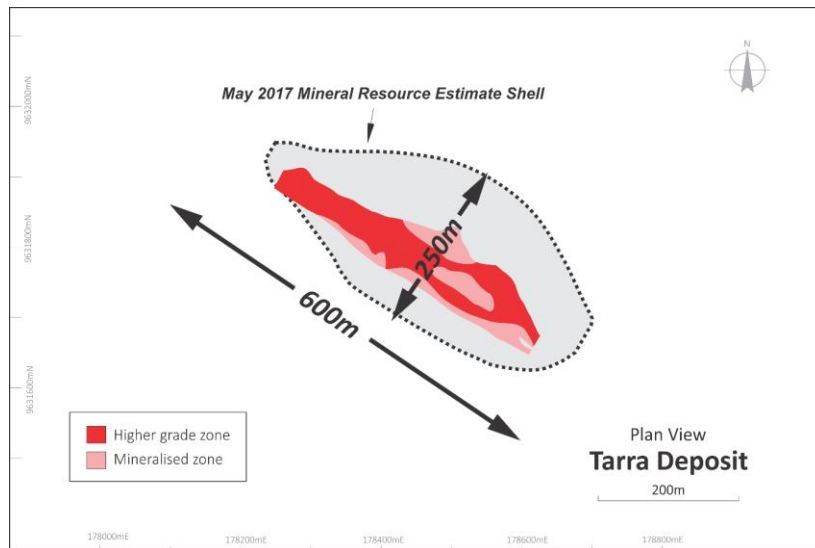 N
May 2017 Mineral Resource Estimate Shell
9632000mN
9631800mN
9631600mN
250m
600m
Higher grade zone
Mineralised zone
Plan View
Tarra Deposit
200m
178000mE
178200mE
178400mE
178600mE
178800mE